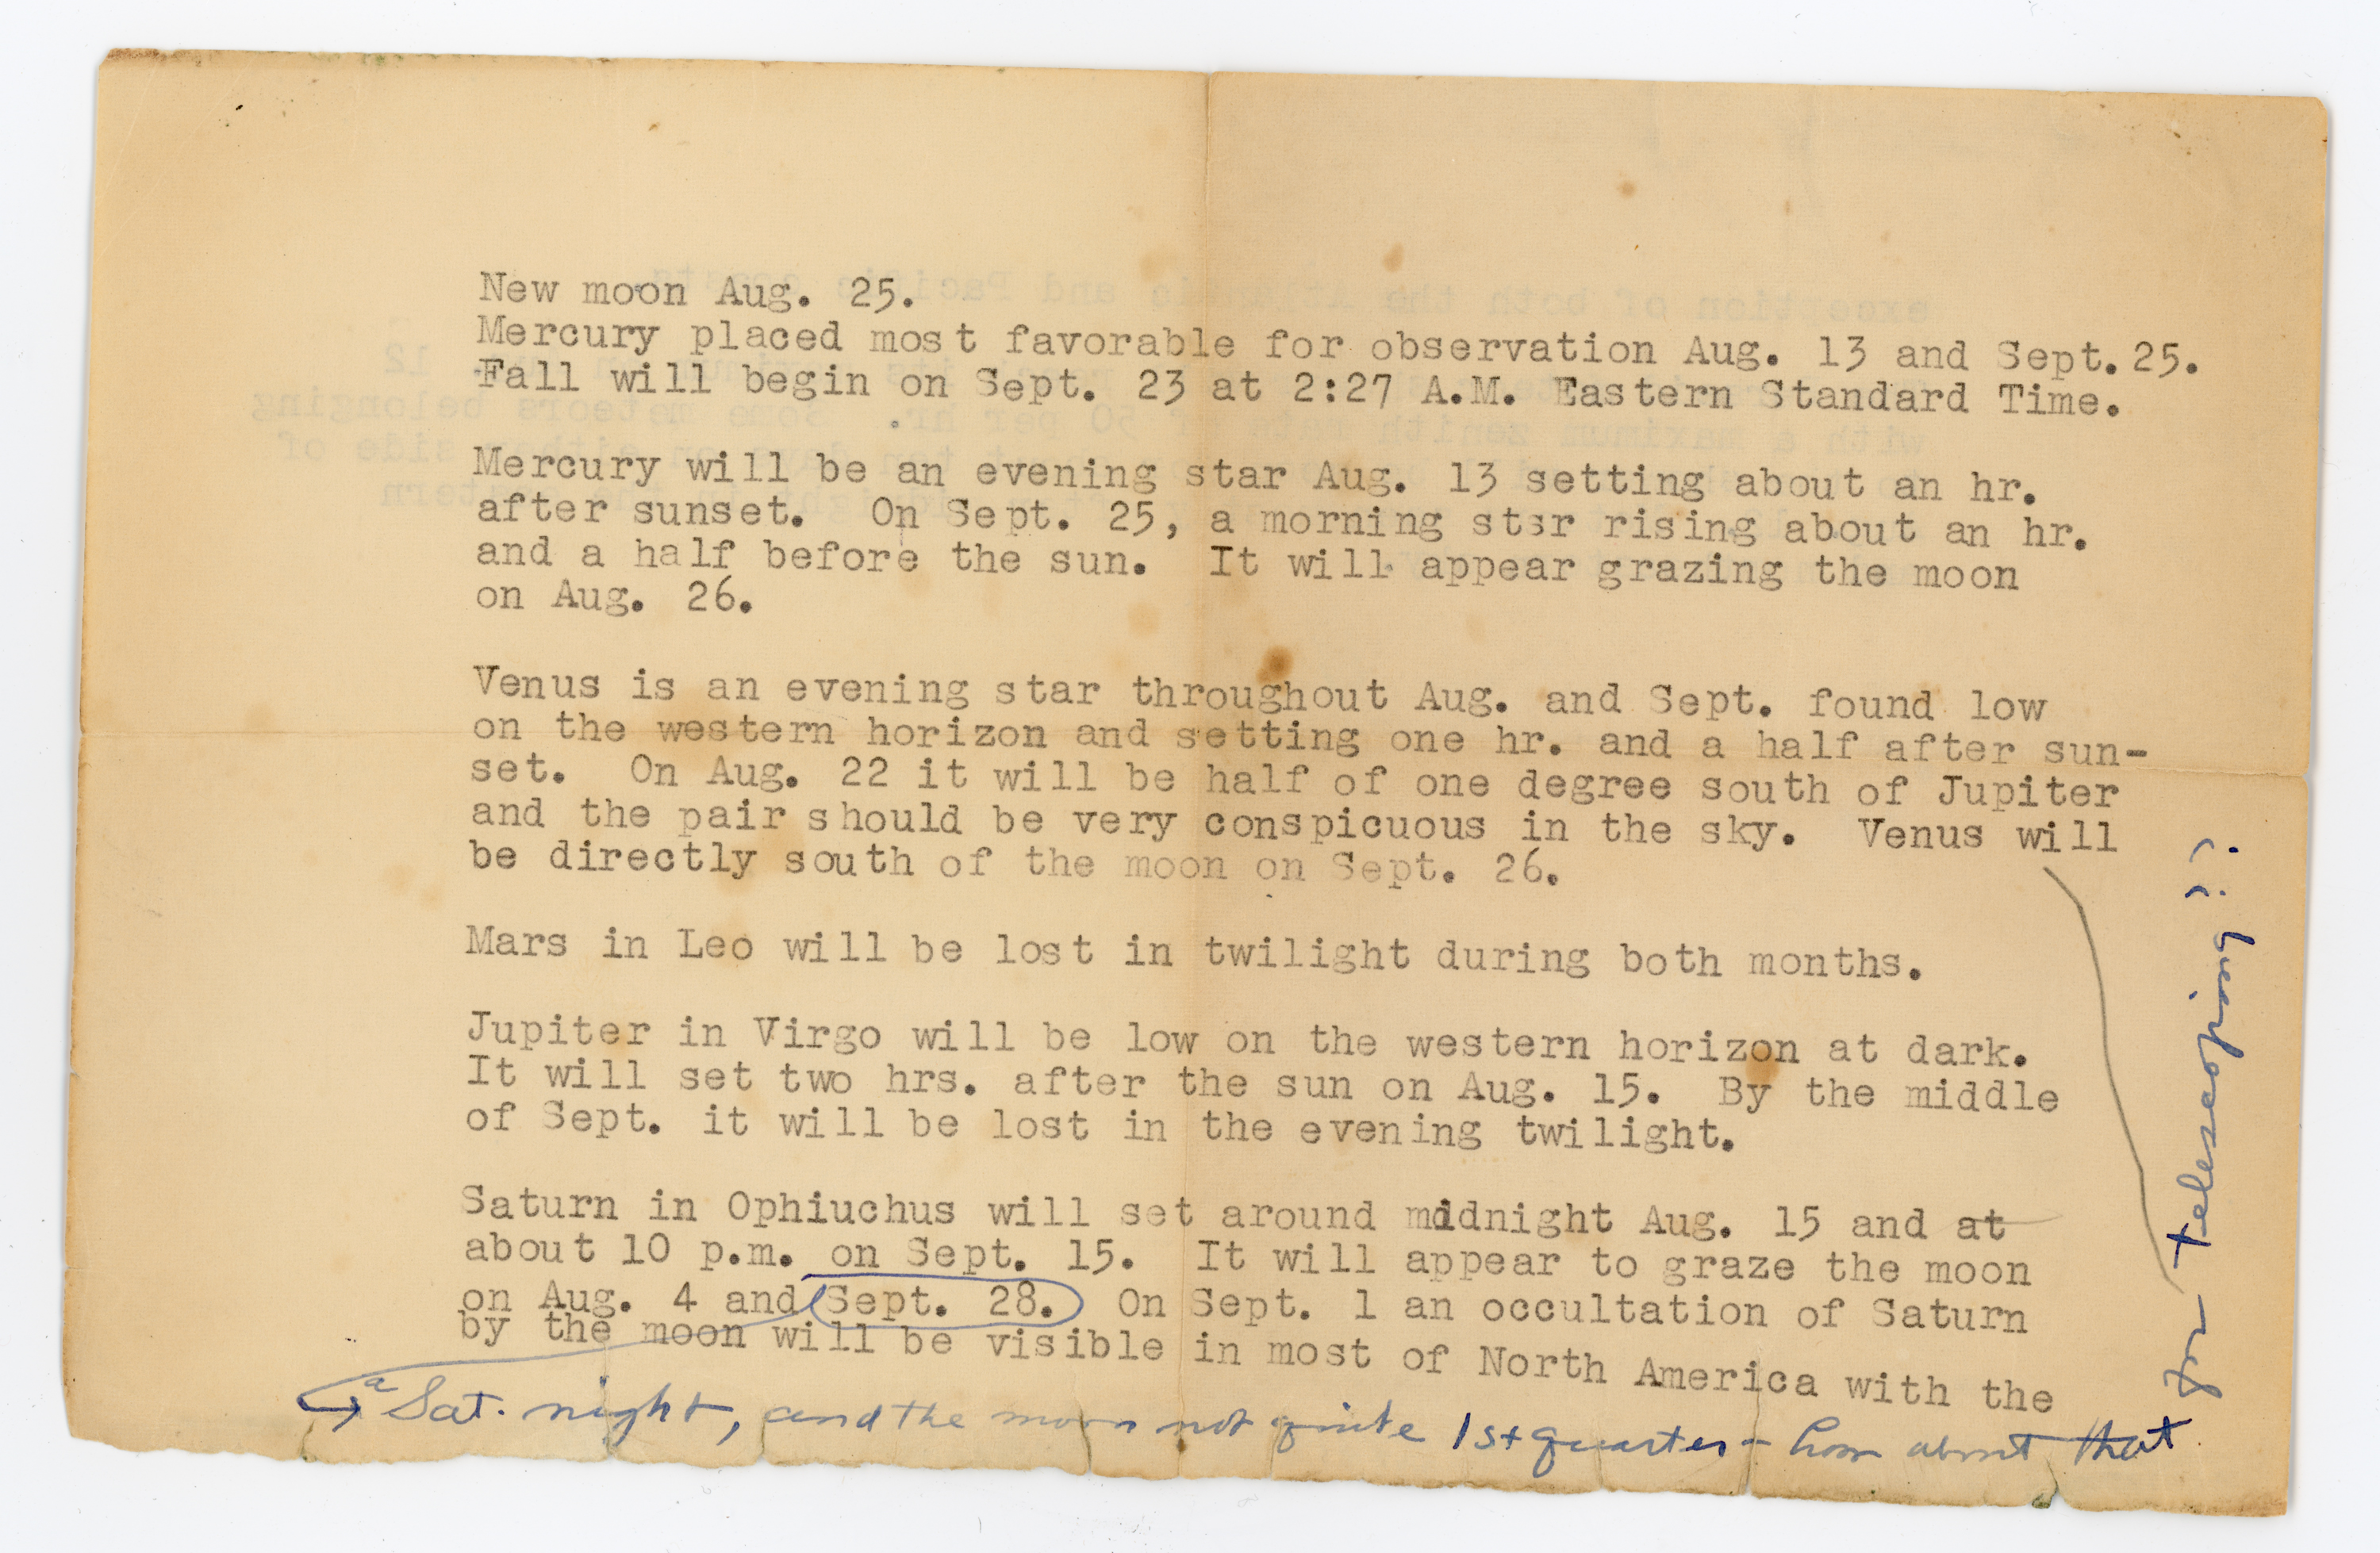 New moon Aug. 25.
Mercury placed most favorable for observation Aug. 13 and Sept. 25.
Fall will begin on Sept. 23 at 2:27 A.M. Eastern Standard Time.
Mercury will be an evening star Aug. 13 setting about an hr.
after sunset. On Sept. 25, a morning stsr rising about an hr.
and a half before the sun. It will appear grazing the moon
on Aug. 26.
Venus is an evening star throughout Aug. and Sept. found low
on the western horizon and setting one hr. and a half after sun-
set. On Aug. 22 it will be half of one degree south of Jupiter
and the pair should be very conspicuous in the sky. Venus will
be directly south of the moon on Sept. 26.
Mars in Leo will be lost in twilight during both months.
Jupiter in Virgo will be low on the western horizon at dark.
It will set two hrs. after the sun on Aug. 15. By the middle
of Sept. it will be lost in the evening twilight.
Saturn in Ophiuchus will set around midnight Aug. 15 and at
about 10 p.m. on Sept. 15. It will appear to graze the moon
on Aug. 4 and Sept. 28. On Sept. 1 an occultation of Saturn
by the moon will be visible in most of North America with the
a Sat. night, and the moon not quite 1st quarter - how about that
for telescoping ??